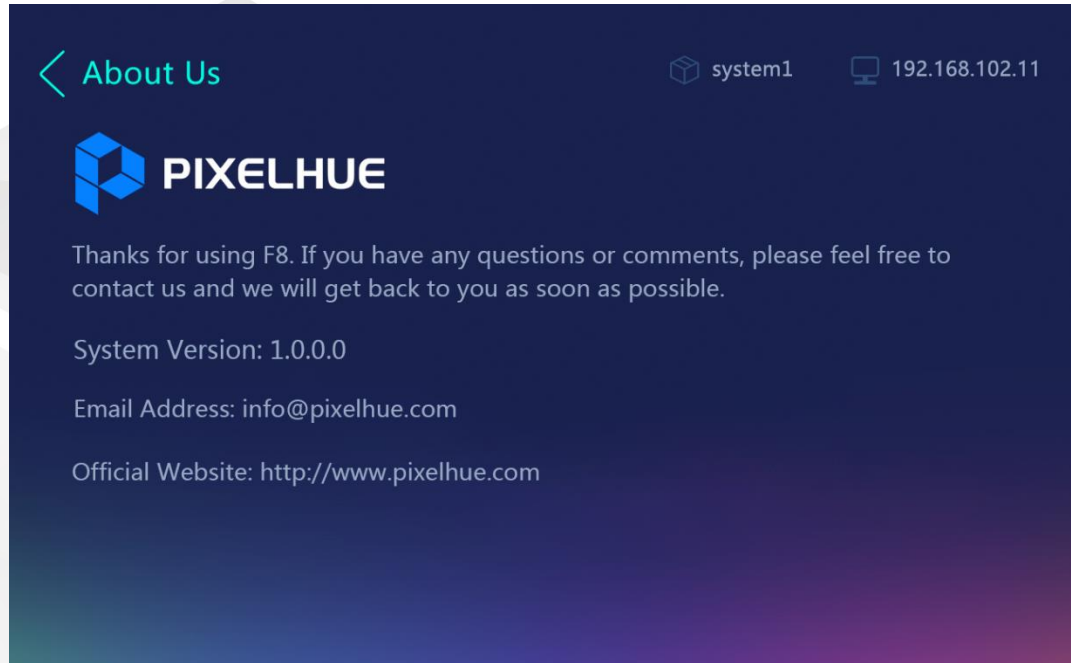 About Us
system1
192.168.102.11
PIXELHUE
Thanks for using F8. If you have any questions or comments, please feel free to
contact us and we will get back to you as soon as possible.
System Version: 1.0.0.0
Email Address: info@pixelhue.com
Official Website: http://www.pixelhue.com